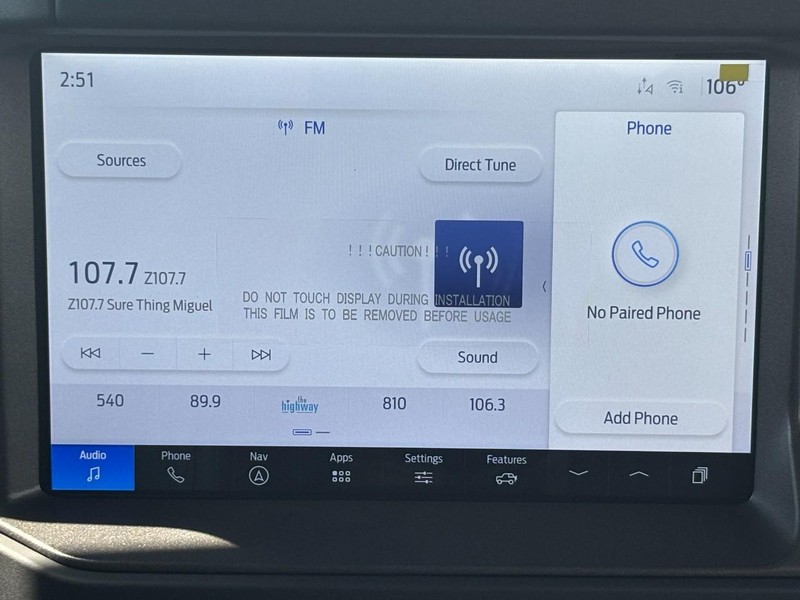 2:51
106°
FM
Phone
Sources
Direct Tune
! ! ! CAUTION ! ! !
107.7 Z107.7
Z107.7 Sure Thing Miguel
DO NOT TOUCH DISPLAY DURING INSTALLATION
THIS FILM IS TO BE REMOVED BEFORE USAGE
No Paired Phone
Sound
540 89.9 the highway 810 106.3
Add Phone
Audio Phone Nav Apps Settings Features